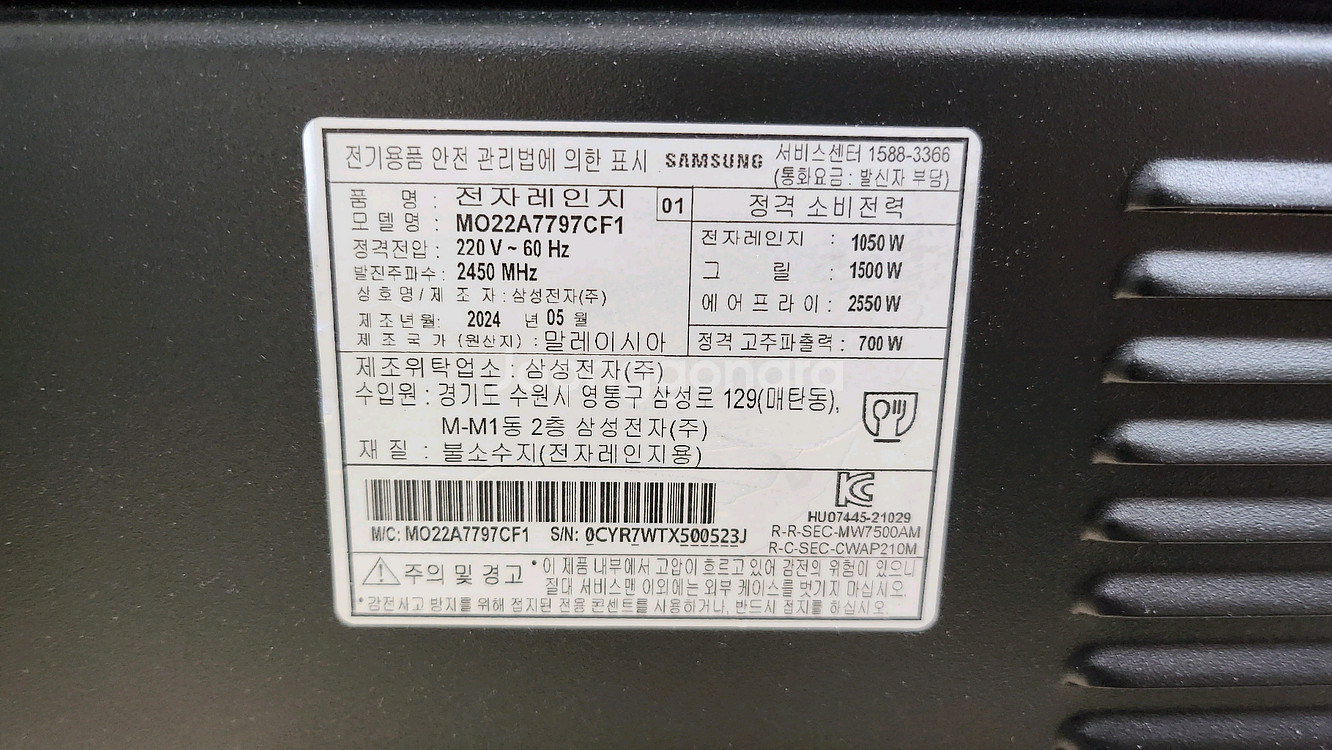 전기용품 안전 관리법에 의한 표시 SAMSUNG 서비스센터 1588-3366
(통화요금 : 발신자 부담)
품 명 : 전자레인지 01
모델명 : MO22A7797CF1
정격전압 : 220 V ~ 60 Hz
발진주파수 : 2450 MHz
상호명/제조자 : 삼성전자(주)
제조년월: 2024 년 05 월
제조국가 (원산지) : 말레이시아
정격 소비전력
전자레인지 : 1050 W
그 릴 : 1500 W
에어프라이 : 2550 W
정격 고주파출력 : 700 W
제조위탁업소 : 삼성전자(주)
수입원 : 경기도 수원시 영통구 삼성로 129(매탄동),
M-M1동 2층 삼성전자(주)
재 질 : 불소수지(전자레인지용)
M/C: MO22A7797CF1 S/N: 0CYR7WTX500523J
HU07445-21029
R-R-SEC-MW7500AM
R-C-SEC-CWAP210M
주의 및 경고 * 이 제품 내부에서 고압이 흐르고 있어 감전의 위험이 있으니
절대 서비스맨 이외에는 외부 케이스를 벗기지 마십시오.
* 감전사고 방지를 위해 접지된 전용 콘센트를 사용하거나, 반드시 접지를 하십시오.